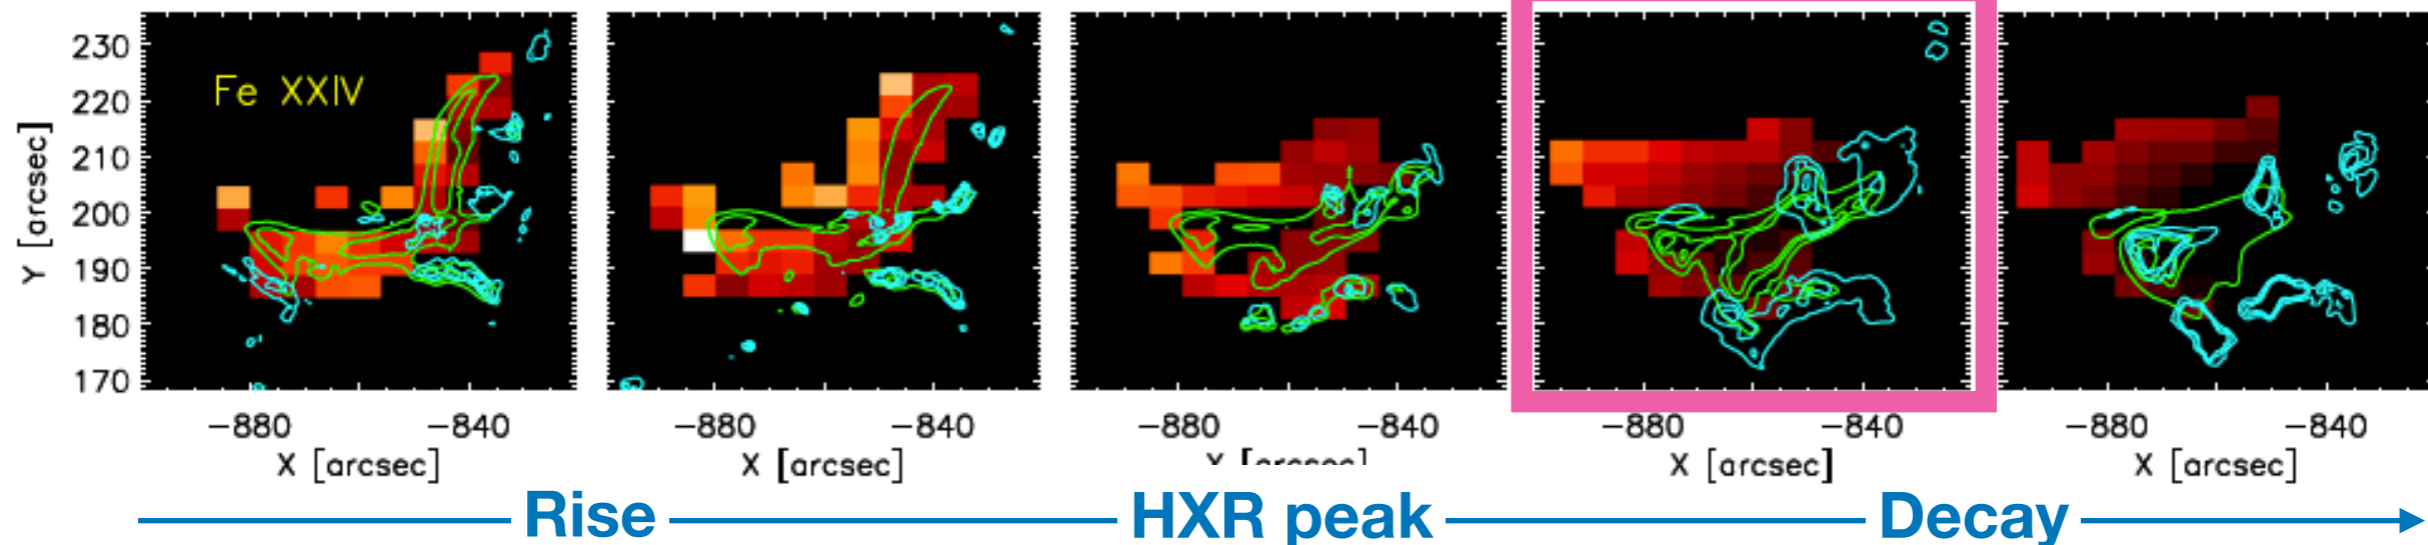 Fe XXIV
Y [arcsec]
230
220
210
200
190
180
170
−880 −840 −880 −840 −880 −840 −880 −840 −880 −840
X [arcsec] X [arcsec] X [arcsec] X [arcsec] X [arcsec]
Rise HXR peak Decay